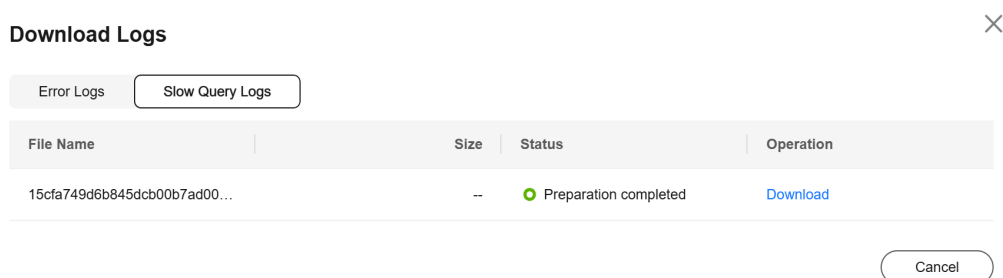 Download Logs
Error Logs Slow Query Logs
File Name Size Status Operation
15cfa749d6b845dcb00b7ad00... -- Preparation completed Download
Cancel